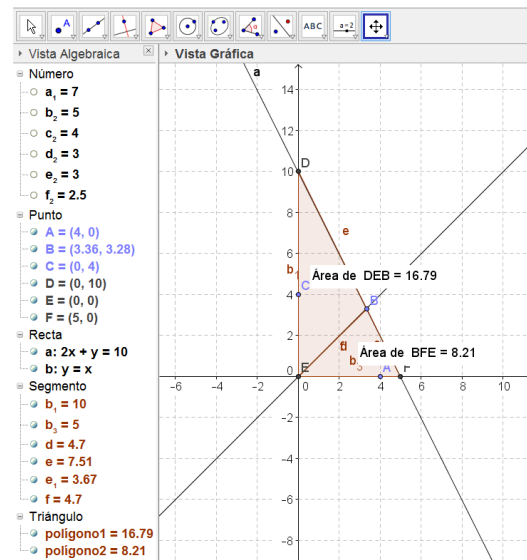 ABC
a=2
Vista Algebraica
Número
a1 = 7
b2 = 5
c2 = 4
d2 = 3
e2 = 3
f2 = 2.5
Punto
A = (4, 0)
B = (3.36, 3.28)
C = (0, 4)
D = (0, 10)
E = (0, 0)
F = (5, 0)
Recta
a: 2x + y = 10
b: y = x
Segmento
b1 = 10
b3 = 5
d = 4.7
e = 7.51
e1 = 3.67
f = 4.7
Triángulo
polígono1 = 16.79
polígono2 = 8.21
Vista Gráfica
a
14
12
D
10
8
e
6
b
Área de DEB = 16.79
C
4
B
2
f
Área de BFE = 8.21
b3
A
F
E
0
-6
-4
-2
0
2
4
6
8
10
-2
-4
-6
-8